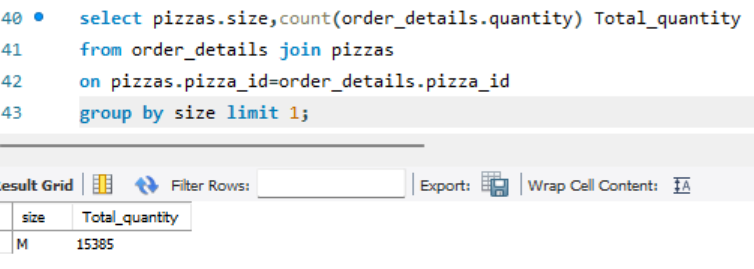 40 select pizzas.size,count(order_details.quantity) Total_quantity
41 from order_details join pizzas
42 on pizzas.pizza_id=order_details.pizza_id
43 group by size limit 1;
esult Grid Filter Rows: Export: Wrap Cell Content: IA
size Total_quantity
M 15385